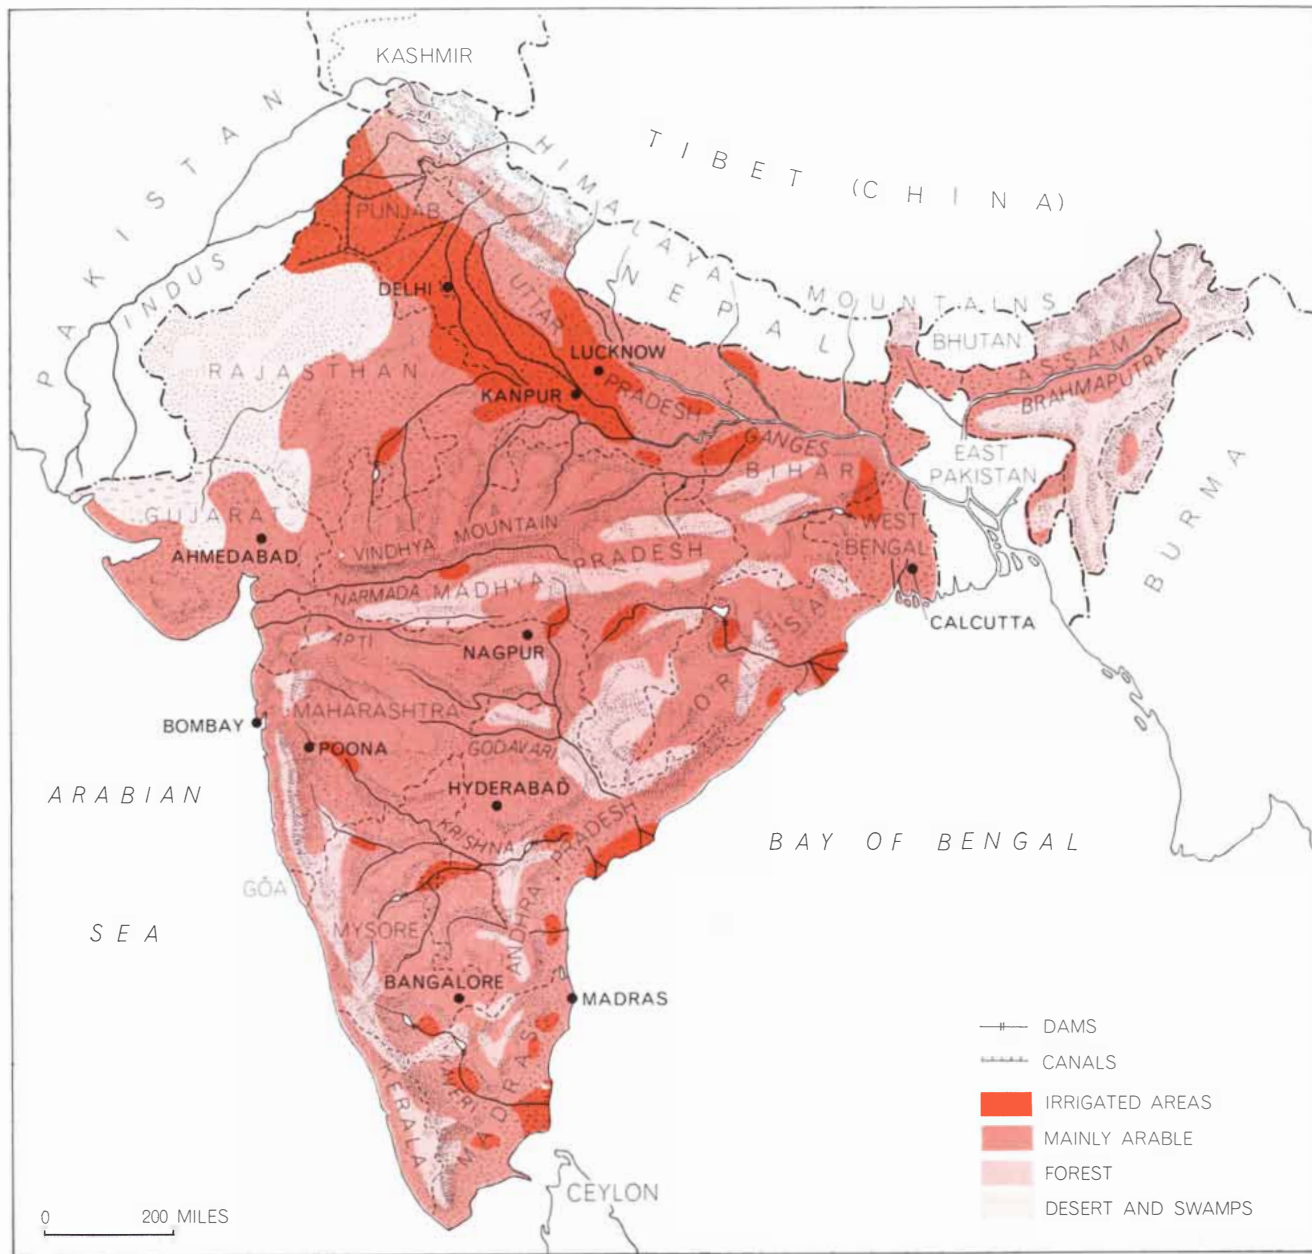 KASHMIR
TIBET (CHINA)
PAKISTAN
HIMALAYA
MOUNTAINS
INDUS
PUNJAB
NEPAL
DELHI
UTTAR
PRADESH
BHUTAN
ASSAM
BRAHMAPUTRA
RAJASTHAN
LUCKNOW
KANPUR
GANGES
BIHAR
EAST
PAKISTAN
BURMA
GUJARAT
AHMEDABAD
VINDHYA MOUNTAIN
WEST
BENGAL
NARMADA
MADHYA PRADESH
CALCUTTA
APTI
NAGPUR
ORISSA
MAHARASHTRA
BOMBAY
POONA
GODAVARI
HYDERABAD
ARABIAN
SEA
KRISHNA
ANDHRA PRADESH
BAY OF BENGAL
GOA
MYSORE
BANGALORE
MADRAS
KERALA
KAVERI
MADRAS
CEYLON
DAMS
CANALS
IRRIGATED AREAS
MAINLY ARABLE
FOREST
DESERT AND SWAMPS
0 200 MILES